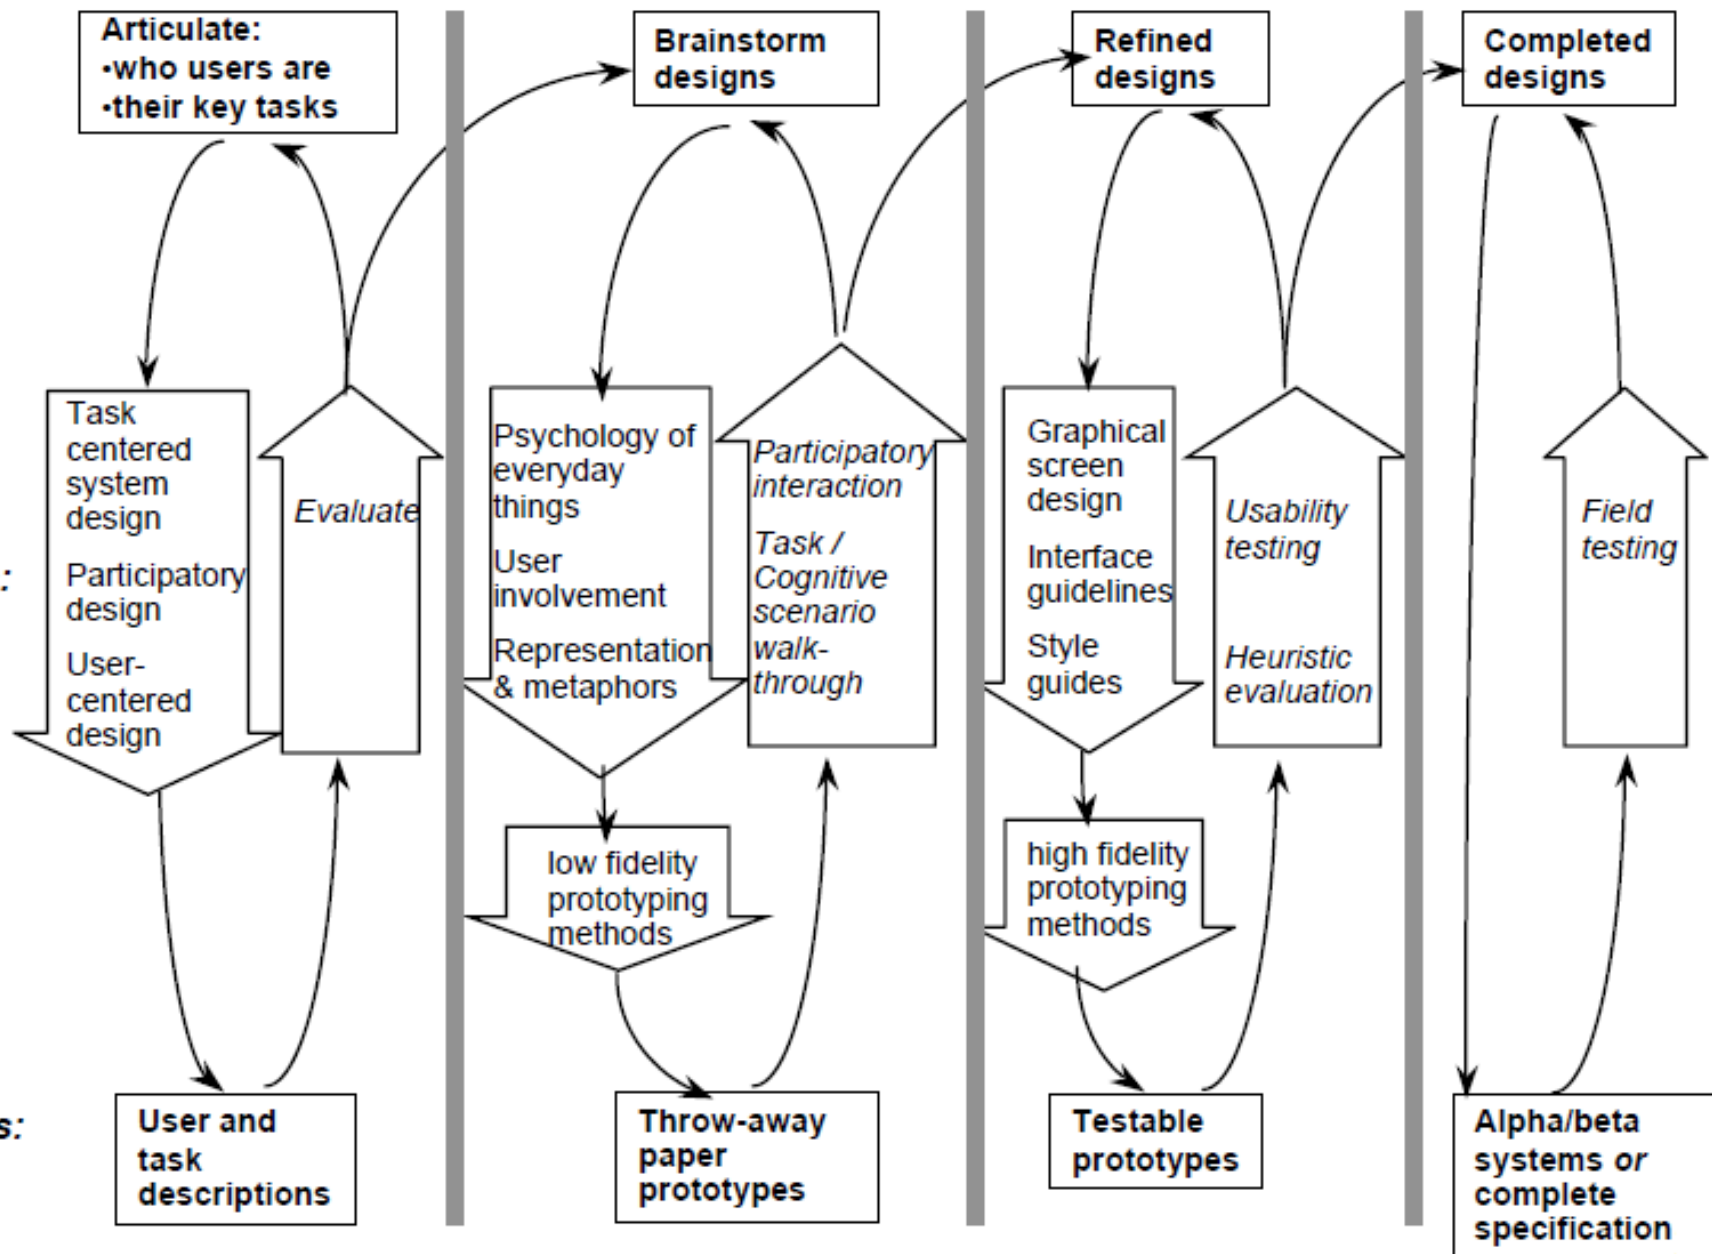 Articulate:
•who users are
•their key tasks
Brainstorm
designs
Refined
designs
Completed
designs
Task
centered
system
design
Participatory
design
User-
centered
design
Evaluate
Psychology of
everyday
things
User
involvement
Representation
& metaphors
Participatory
interaction
Task /
Cognitive
scenario
walk-
through
Graphical
screen
design
Interface
guidelines
Style
guides
Usability
testing
Heuristic
evaluation
Field
testing
:
low fidelity
prototyping
methods
high fidelity
prototyping
methods
s:
User and
task
descriptions
Throw-away
paper
prototypes
Testable
prototypes
Alpha/beta
systems or
complete
specification